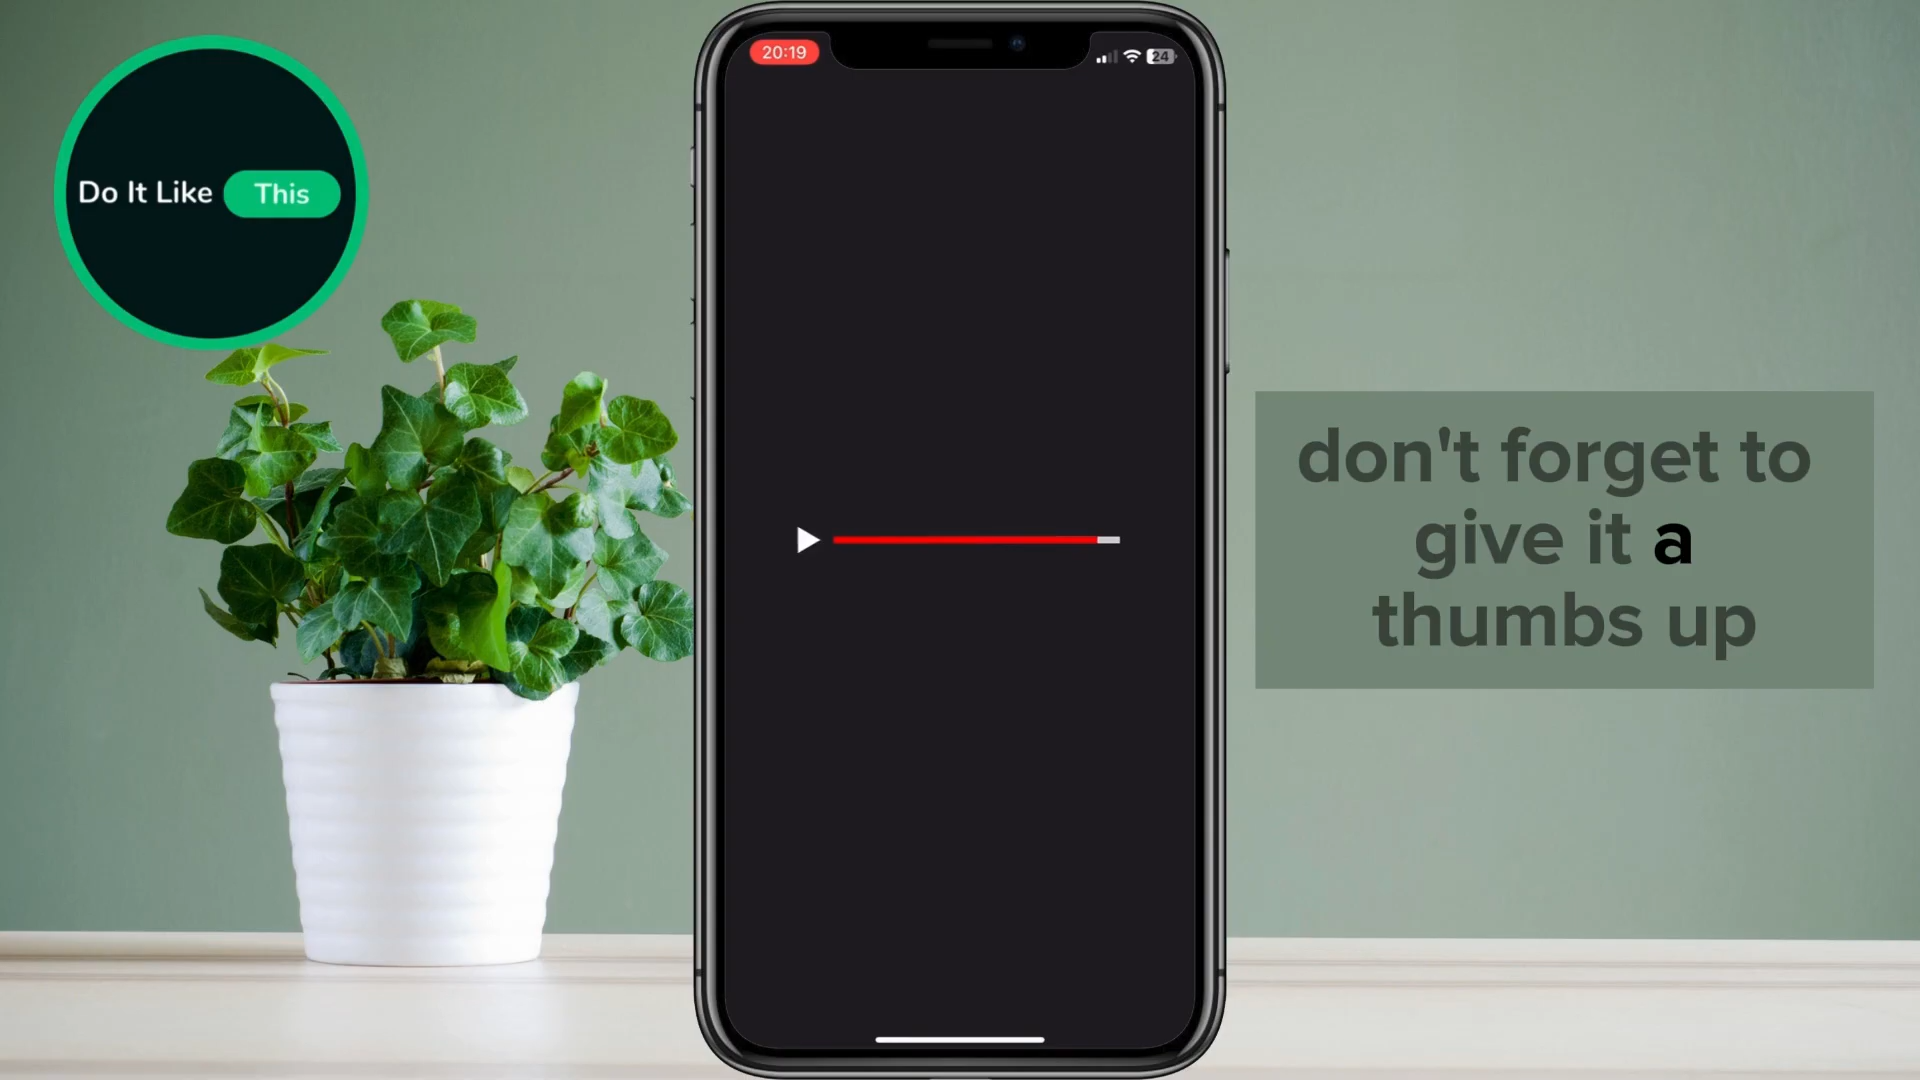 Do It Like This
20:19
24
don't forget to
give it a
thumbs up